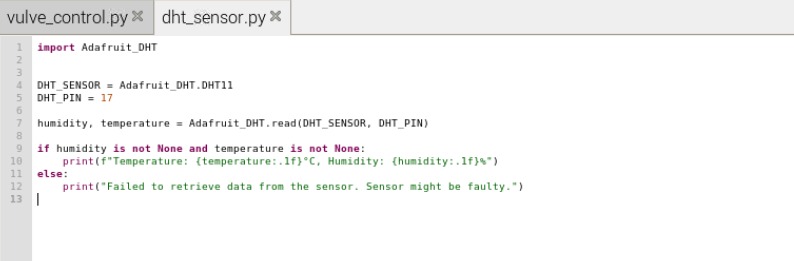 vulve_control.py ✕ dht_sensor.py ✕
1 import Adafruit_DHT
2
3
4 DHT_SENSOR = Adafruit_DHT.DHT11
5 DHT_PIN = 17
6
7 humidity, temperature = Adafruit_DHT.read(DHT_SENSOR, DHT_PIN)
8
9 if humidity is not None and temperature is not None:
10     print(f"Temperature: {temperature:.1f}°C, Humidity: {humidity:.1f}%")
11 else:
12     print("Failed to retrieve data from the sensor. Sensor might be faulty.")
13